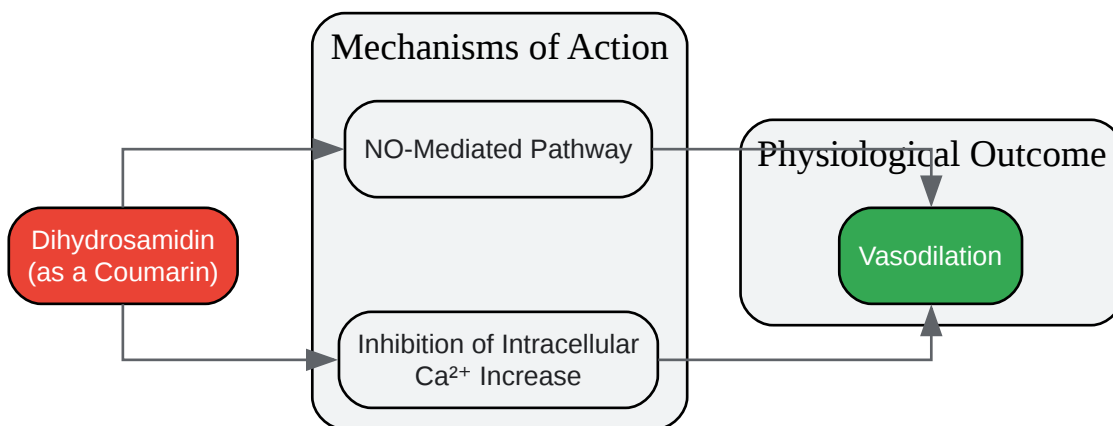 Mechanisms of Action
NO-Mediated Pathway
Physiological Outcome
Dihydrosamidin
(as a Coumarin)
Vasodilation
Inhibition of Intracellular
Ca²⁺ Increase